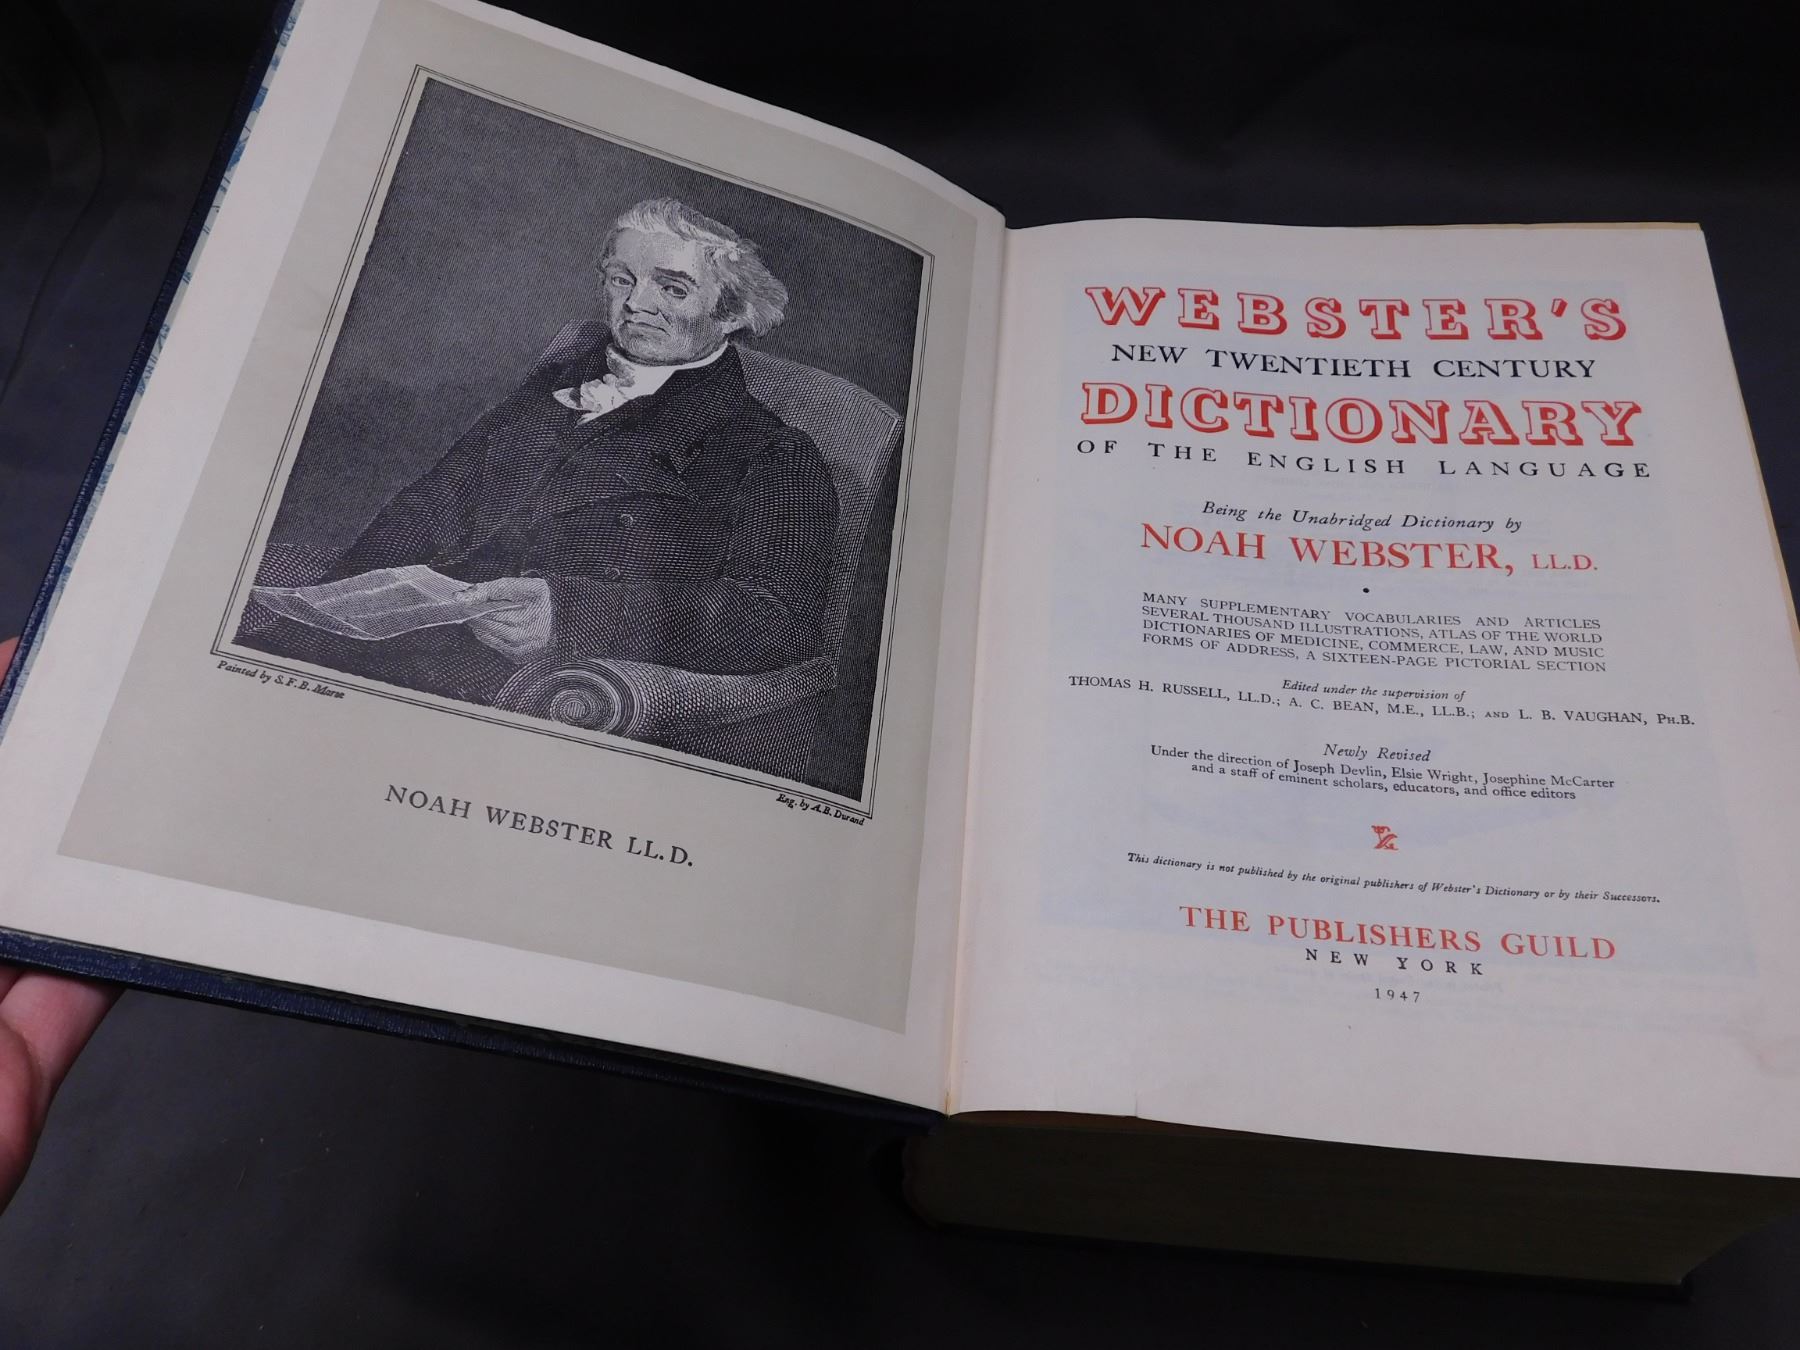 Painted by S. F. B. Morse
Eng. by A. B. Durand
NOAH WEBSTER LL. D.
WEBSTER'S
NEW TWENTIETH CENTURY
DICTIONARY
OF THE ENGLISH LANGUAGE
Being the Unabridged Dictionary by
NOAH WEBSTER, LL.D.
MANY SUPPLEMENTARY VOCABULARIES AND ARTICLES
SEVERAL THOUSAND ILLUSTRATIONS, ATLAS OF THE WORLD
DICTIONARIES OF MEDICINE, COMMERCE, LAW, AND MUSIC
FORMS OF ADDRESS, A SIXTEEN-PAGE PICTORIAL SECTION
Edited under the supervision of
THOMAS H. RUSSELL, LL.D.; A. C. BEAN, M.E., LL.B.; AND L. B. VAUGHAN, PH.B.
Newly Revised
Under the direction of Joseph Devlin, Elsie Wright, Josephine McCarter
and a staff of eminent scholars, educators, and office editors
This dictionary is not published by the original publishers of Webster's Dictionary or by their Successors.
THE PUBLISHERS GUILD
NEW YORK
1947